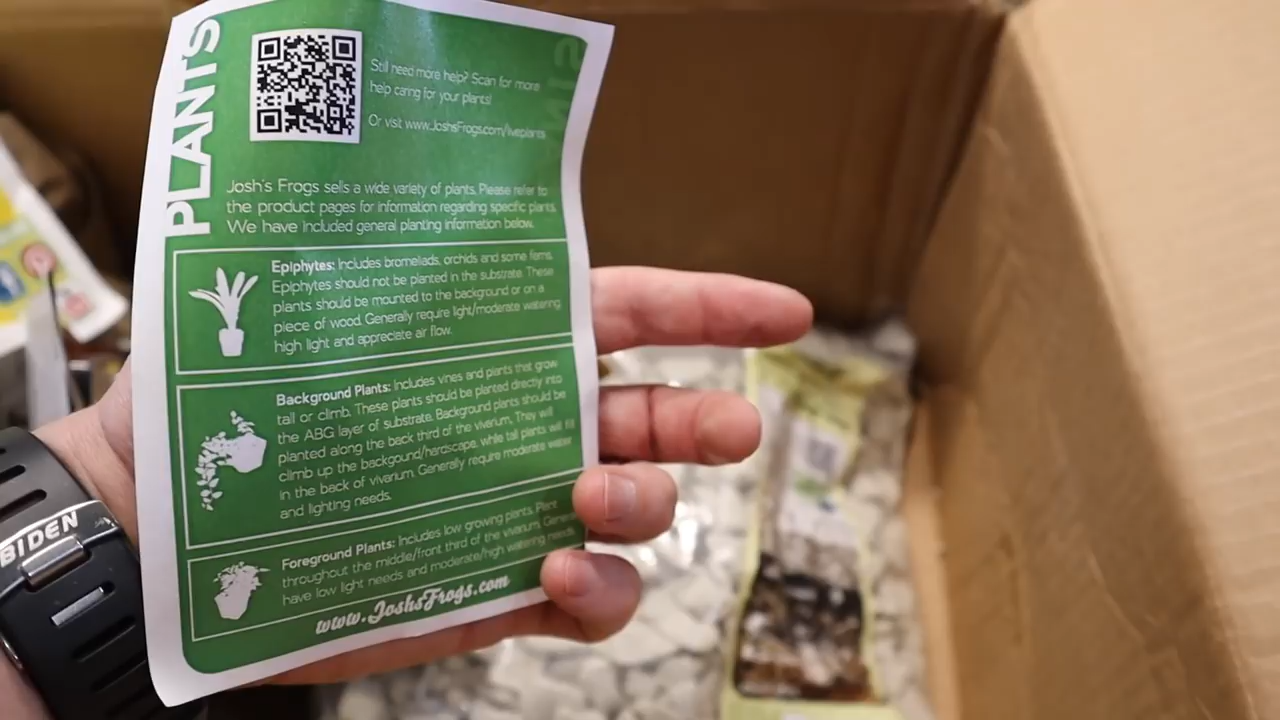 PLANTS
Still need more help? Scan for more
help caring for your plants!
Or visit www.JoshsFrogs.com/liveplants
Josh's Frogs sells a wide variety of plants. Please refer to
the product pages for information regarding specific plants.
We have included general planting information below.
Epiphytes: Includes bromeliads, orchids and some ferns.
Epiphytes should not be planted in the substrate. These
plants should be mounted to the background or on a
piece of wood. Generally require light/moderate watering,
high light and appreciate air flow.
Background Plants: Includes vines and plants that grow
tall or climb. These plants should be planted directly into
the ABG layer of substrate. Background plants should be
planted along the back third of the vivarium. They will
climb up the backgound/hardscape, while tall plants will fill
in the back of vivarium. Generally require moderate water
and lighting needs.
Foreground Plants: Includes low growing plants. Plant
throughout the middle/front third of the vivarium.
have low light needs and moderate/high watering needs.
www.JoshsFrogs.com
BIDEN